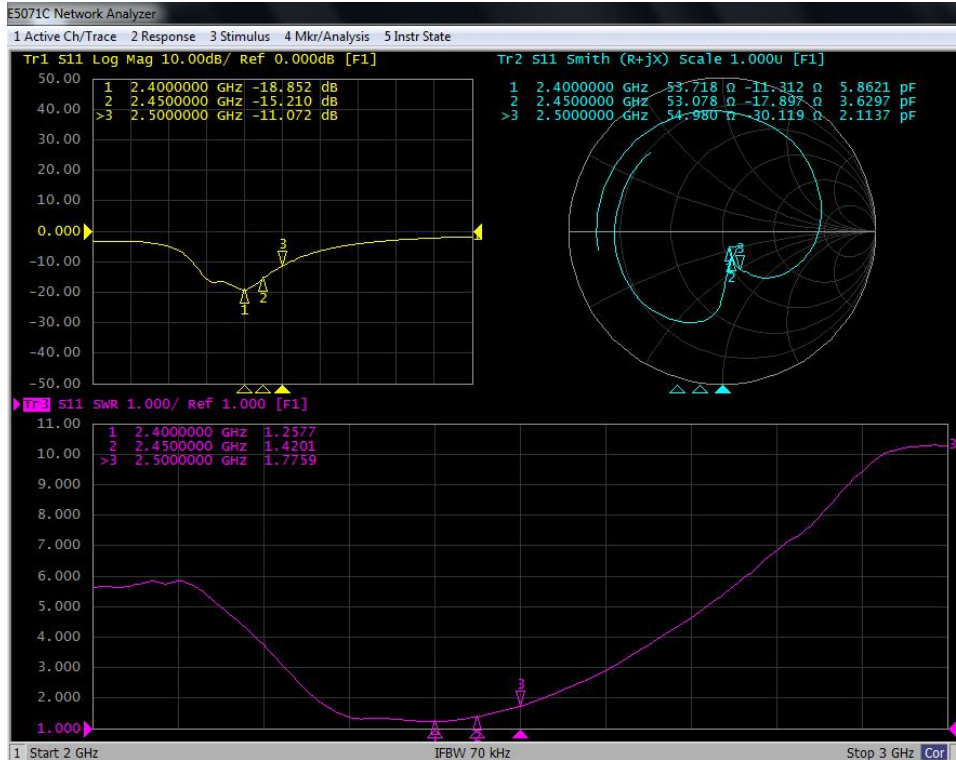 E5071C Network Analyzer
1 Active Ch/Trace 2 Response 3 Stimulus 4 Mkr/Analysis 5 Instr State
Tr1 S11 Log Mag 10.00dB/ Ref 0.000dB [F1]
50.00
1 2.4000000 GHz -18.852 dB
2 2.4500000 GHz -15.210 dB
>3 2.5000000 GHz -11.072 dB
40.00
30.00
20.00
10.00
0.000
-10.00
-20.00
-30.00
-40.00
-50.00
3
1
2
1
Tr2 S11 Smith (R+jX) Scale 1.000U [F1]
1 2.4000000 GHz 53.718 Ω -11.312 Ω 5.8621 pF
2 2.4500000 GHz 53.078 Ω -17.897 Ω 3.6297 pF
>3 2.5000000 GHz 54.980 Ω -30.119 Ω 2.1137 pF
3
2
Tr3 S11 SWR 1.000/ Ref 1.000 [F1]
11.00
1 2.4000000 GHz 1.2577
2 2.4500000 GHz 1.4201
>3 2.5000000 GHz 1.7759
10.00
9.000
8.000
7.000
6.000
5.000
4.000
3.000
2.000
1.000
3
3
1 Start 2 GHz
IFBW 70 kHz
Stop 3 GHz Cor